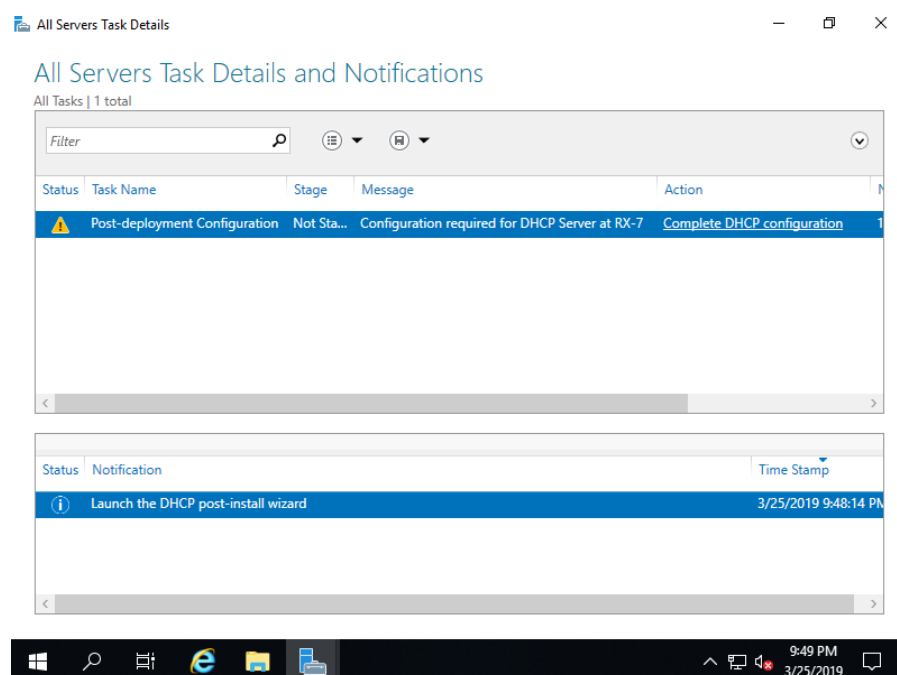 All Servers Task Details
All Servers Task Details and Notifications
All Tasks | 1 total
Filter
Status Task Name Stage Message Action
Post-deployment Configuration Not Sta... Configuration required for DHCP Server at RX-7 Complete DHCP configuration 1
Status Notification Time Stamp
Launch the DHCP post-install wizard 3/25/2019 9:48:14 PM
9:49 PM
3/25/2019